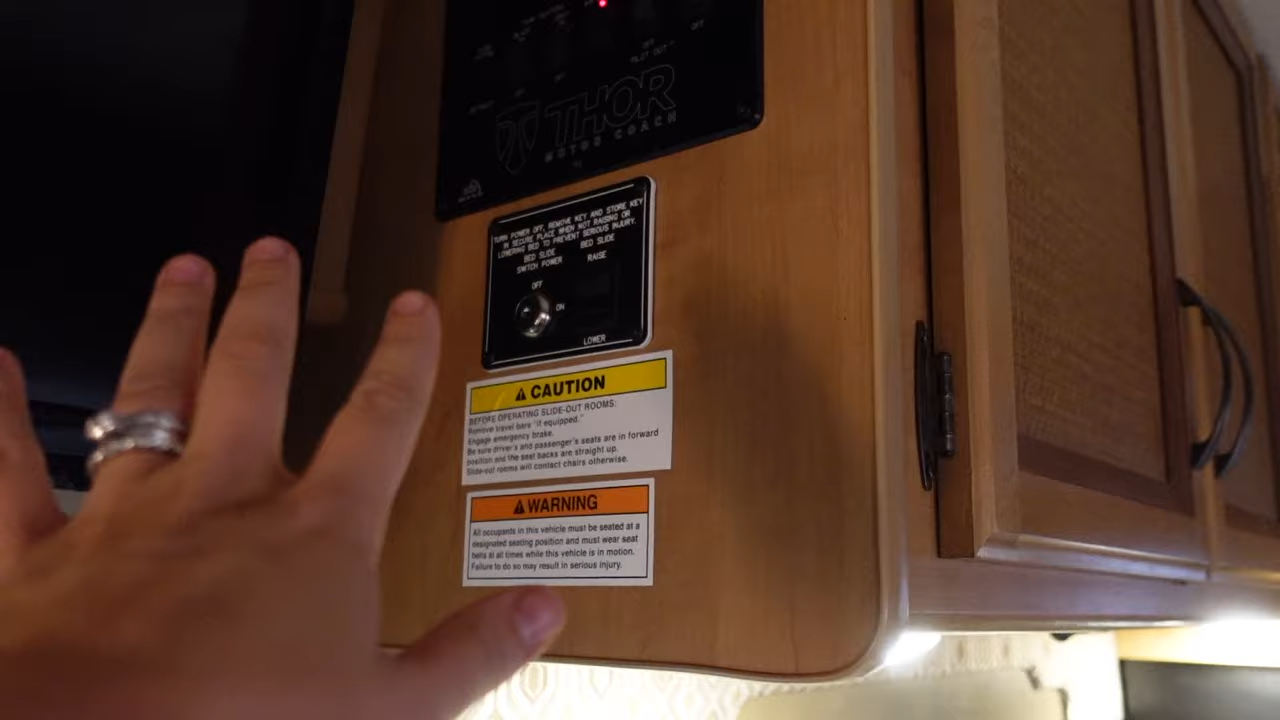 OFF
OFF
PILOT OUT
OFF
THOR
MOTOR COACH
TURN POWER OFF, REMOVE KEY AND STORE KEY
IN SECURE PLACE WHEN NOT RAISING OR
LOWERING BED TO PREVENT SERIOUS INJURY.
BED SLIDE
SWITCH POWER
BED SLIDE
RAISE
OFF
ON
LOWER
CAUTION
BEFORE OPERATING SLIDE-OUT ROOMS:
Remove travel bars "if equipped."
Engage emergency brake.
Be sure driver's and passenger's seats are in forward
position and the seat backs are straight up.
Slide-out rooms will contact chairs otherwise.
WARNING
All occupants in this vehicle must be seated at a
designated seating position and must wear seat
belts at all times while this vehicle is in motion.
Failure to do so may result in serious injury.